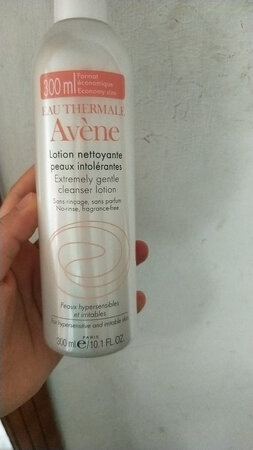 300 ml Format
économique
Economy size
EAU THERMALE
Avène
Lotion nettoyante
peaux intolérantes
Extremely gentle
cleanser lotion
Sans rinçage, sans parfum
No-rinse, fragrance-free
Peaux hypersensibles
et irritables
For hypersensitive and irritable skin
PARIS
300 ml e / 10.1 FL.OZ.